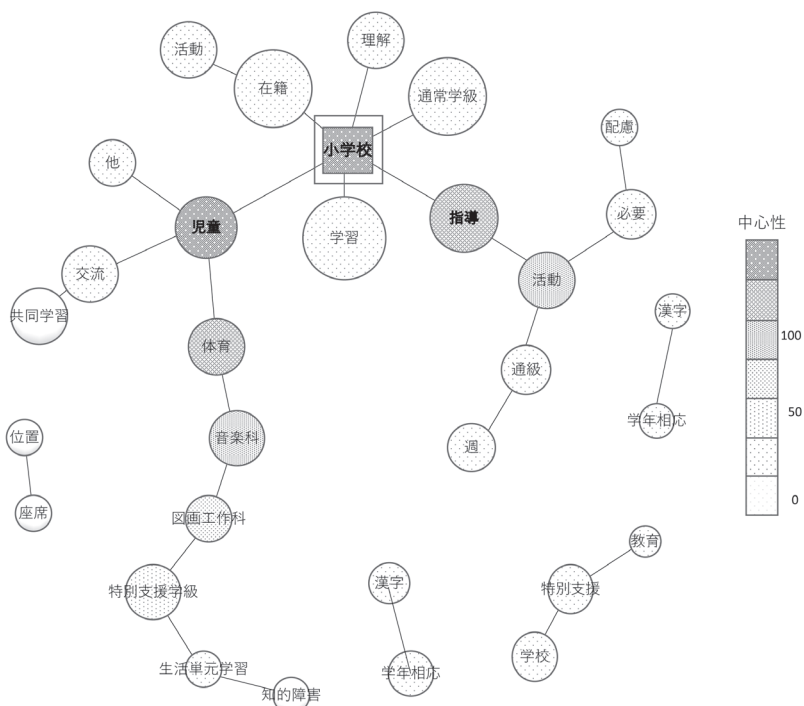 理解
活動
在籍
通常学級
配慮
小学校
他
必要
児童
指導
中心性
学習
交流
活動
共同学習
漢字
体育
100
通級
50
学年相応
位置
音楽科
週
0
座席
図画工作科
教育
漢字
特別支援
特別支援学級
学校
生活単元学習
学年相応
知的障害